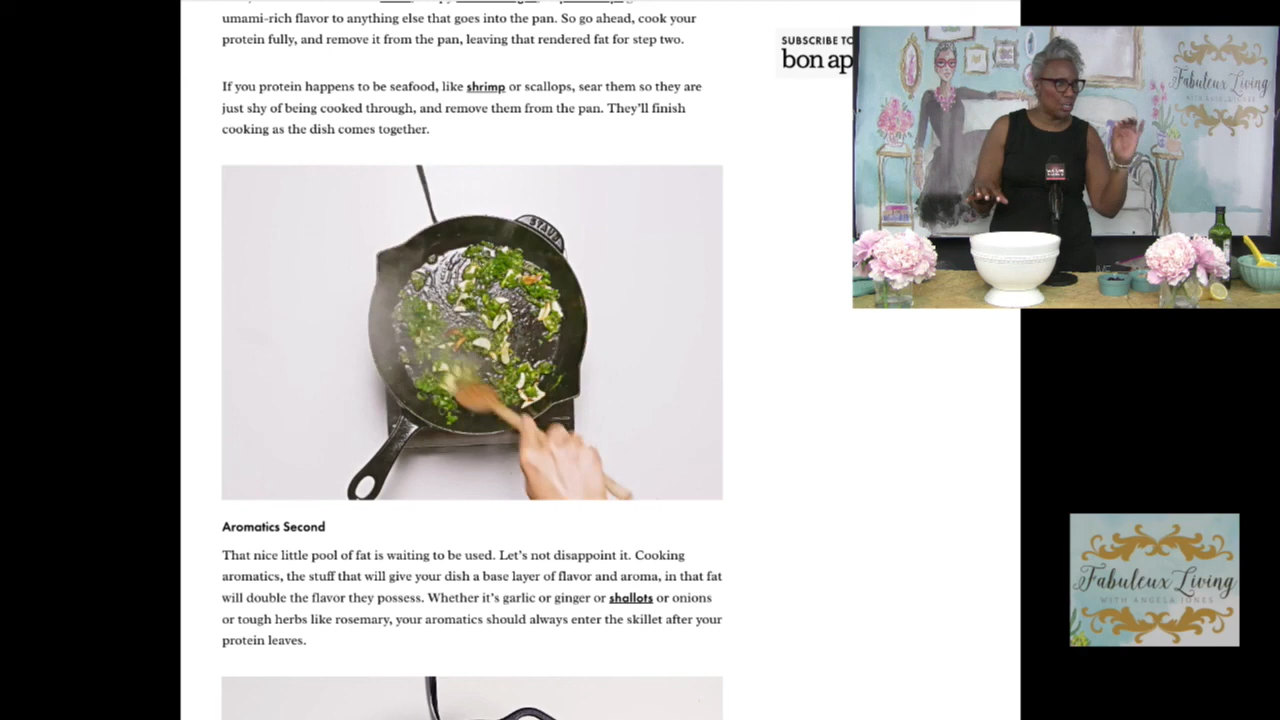 umami-rich flavor to anything else that goes into the pan. So go ahead, cook your
protein fully, and remove it from the pan, leaving that rendered fat for step two.
If you protein happens to be seafood, like shrimp or scallops, sear them so they are
just shy of being cooked through, and remove them from the pan. They’ll finish
cooking as the dish comes together.
SUBSCRIBE TO
bon ap
Fabuleux Living
WITH ANGELA JONES
STAUB
Aromatics Second
That nice little pool of fat is waiting to be used. Let’s not disappoint it. Cooking
aromatics, the stuff that will give your dish a base layer of flavor and aroma, in that fat
will double the flavor they possess. Whether it’s garlic or ginger or shallots or onions
or tough herbs like rosemary, your aromatics should always enter the skillet after your
protein leaves.
Fabuleux Living
WITH ANGELA JONES